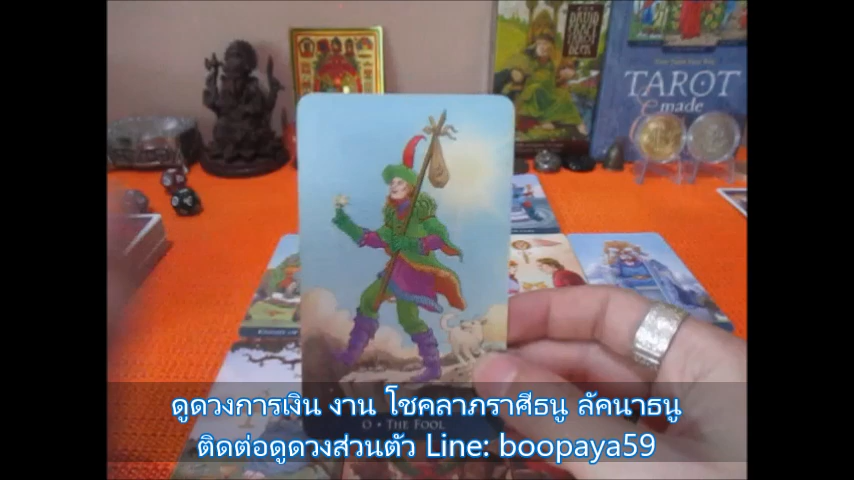 TAROT
made
0 • THE FOOL
ดูดวงการเงิน งาน โชคลาภราศีธนู ลัคนาธนู
ติดต่อดูดวงส่วนตัว Line: boopaya59